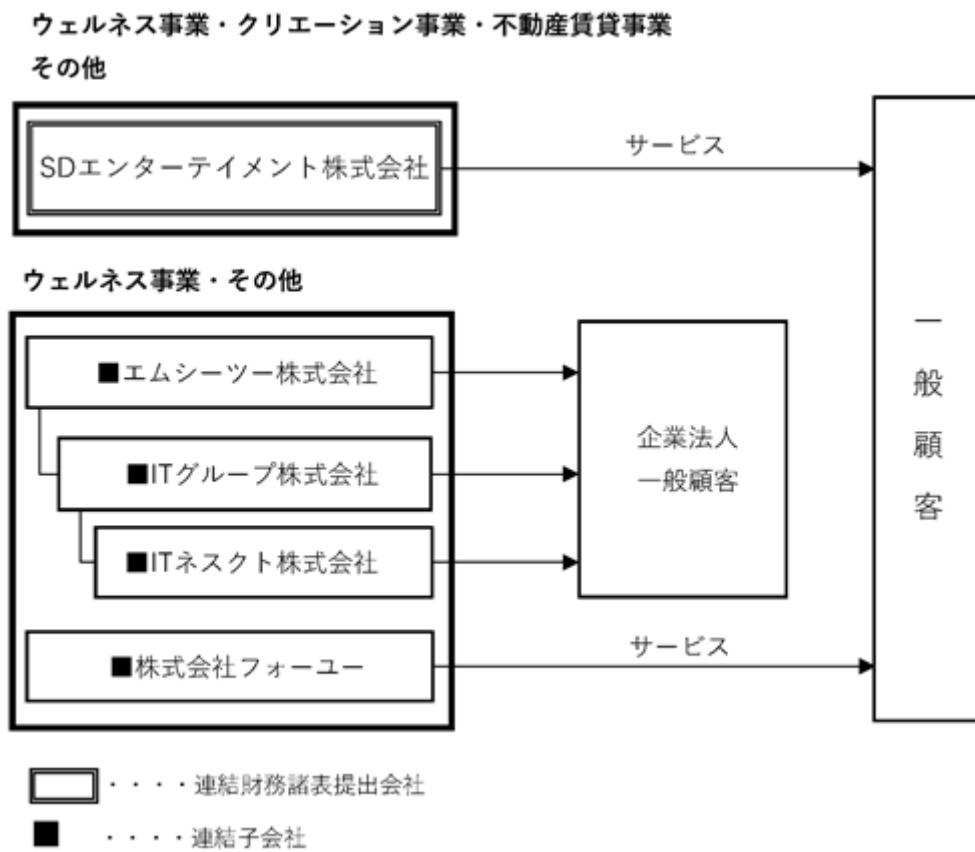 ウェルネス事業・クリエーション事業・不動産賃貸事業
その他
SDエンターテイメント株式会社
サービス
ウェルネス事業・その他
■エムシーツー株式会社
■ITグループ株式会社
■ITネスクト株式会社
■株式会社フォーユー
企業法人
一般顧客
サービス
一般顧客
・・・・連結財務諸表提出会社
■ ・・・・連結子会社